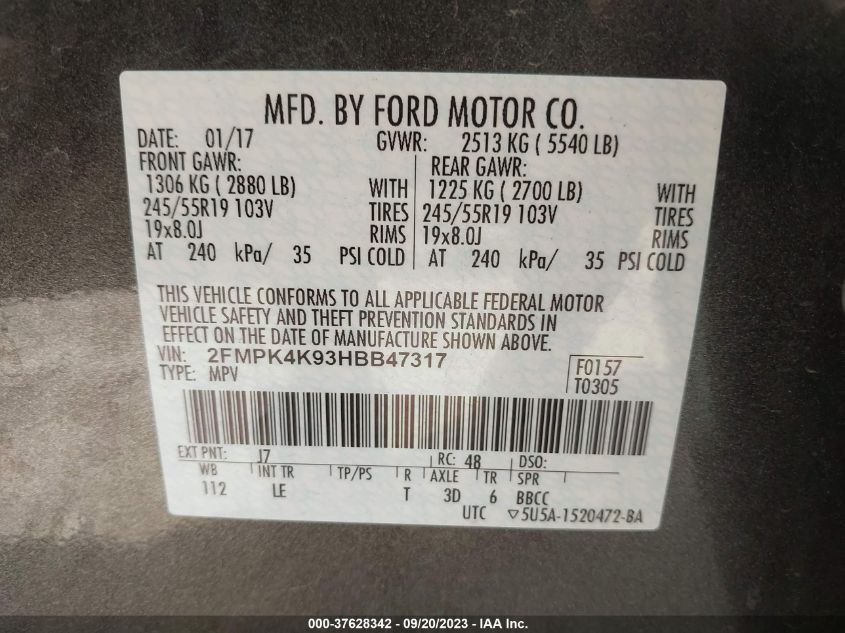 MFD. BY FORD MOTOR CO.
DATE: 01/17 GVWR: 2513 KG ( 5540 LB)
FRONT GAWR: REAR GAWR:
1306 KG ( 2880 LB) WITH 1225 KG ( 2700 LB) WITH
245/55R19 103V TIRES 245/55R19 103V TIRES
19x8.0J RIMS 19x8.0J RIMS
AT 240 kPa/ 35 PSI COLD AT 240 kPa/ 35 PSI COLD
THIS VEHICLE CONFORMS TO ALL APPLICABLE FEDERAL MOTOR
VEHICLE SAFETY AND THEFT PREVENTION STANDARDS IN
EFFECT ON THE DATE OF MANUFACTURE SHOWN ABOVE.
VIN: 2FMPK4K93HBB47317 F0157
TYPE: MPV T0305
EXT PNT: J7 RC: 48 DSO:
WB INT TR TP/PS R AXLE TR SPR
112 LE T 3D 6 BBCC
UTC ▽5U5A-1520472-BA
000-37628342 - 09/20/2023 - IAA Inc.